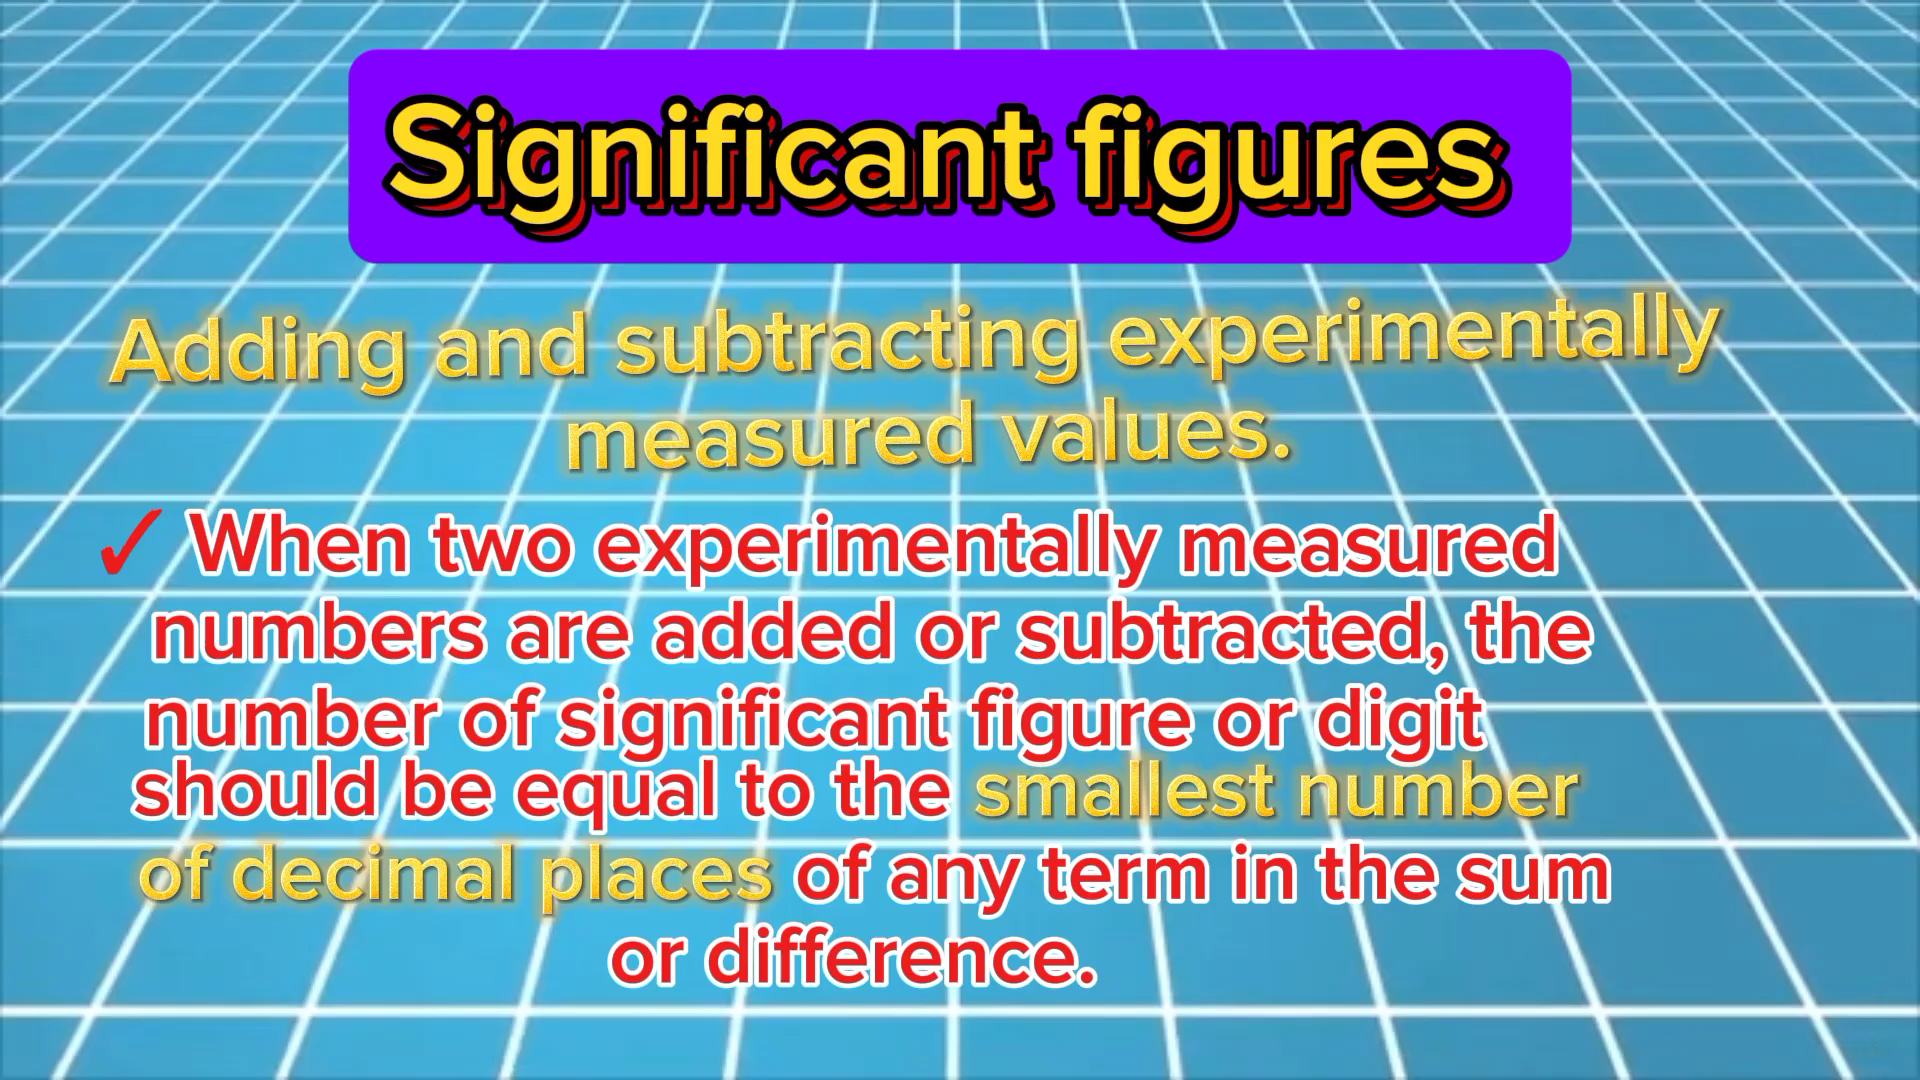 Significant figures
Adding and subtracting experimentally
measured values.
✓ When two experimentally measured
numbers are added or subtracted, the
number of significant figure or digit
should be equal to the smallest number
of decimal places of any term in the sum
or difference.